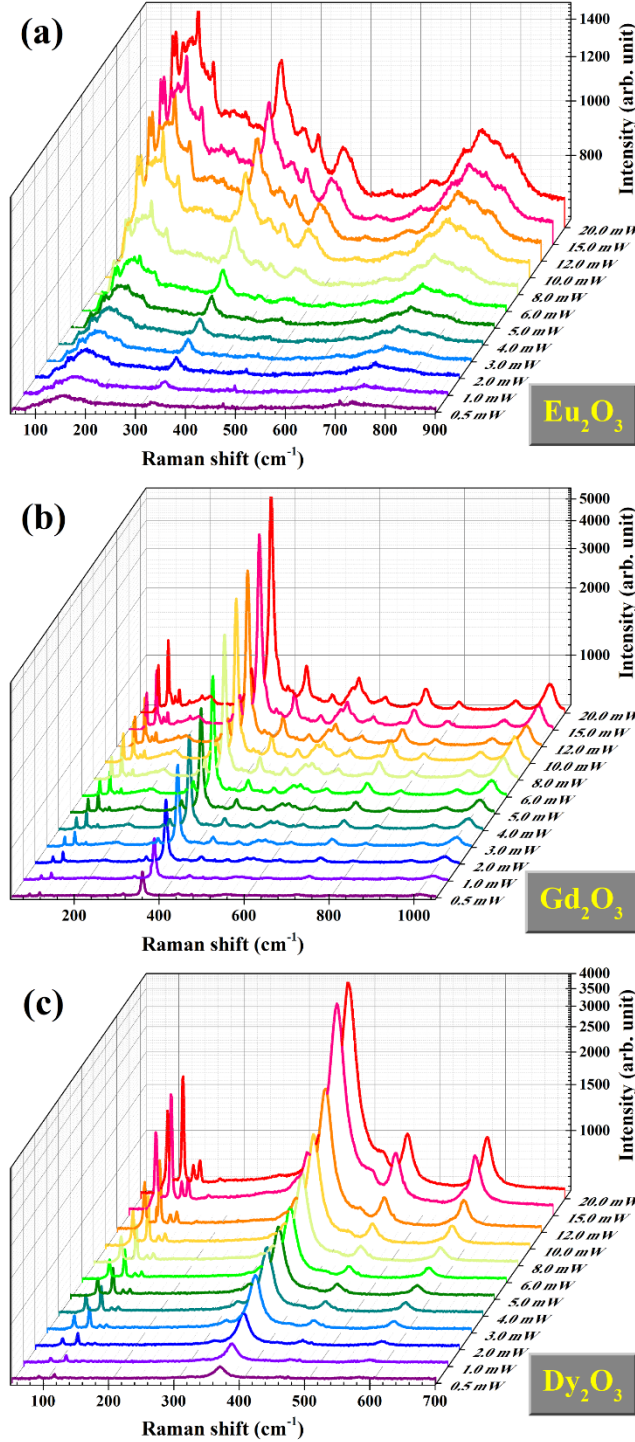 (a)
1400
1200
1000
800
Intensity (arb. unit)
20.0 mW
15.0 mW
12.0 mW
10.0 mW
8.0 mW
6.0 mW
5.0 mW
4.0 mW
3.0 mW
2.0 mW
1.0 mW
0.5 mW
100 200 300 400 500 600 700 800 900
Raman shift (cm⁻¹)
Eu₂O₃
(b)
5000
4000
3000
2000
1000
Intensity (arb. unit)
20.0 mW
15.0 mW
12.0 mW
10.0 mW
8.0 mW
6.0 mW
5.0 mW
4.0 mW
3.0 mW
2.0 mW
1.0 mW
0.5 mW
200 400 600 800 1000
Raman shift (cm⁻¹)
Gd₂O₃
(c)
4000
3500
3000
2500
2000
1500
1000
Intensity (arb. unit)
20.0 mW
15.0 mW
12.0 mW
10.0 mW
8.0 mW
6.0 mW
5.0 mW
4.0 mW
3.0 mW
2.0 mW
1.0 mW
0.5 mW
100 200 300 400 500 600 700
Raman shift (cm⁻¹)
Dy₂O₃